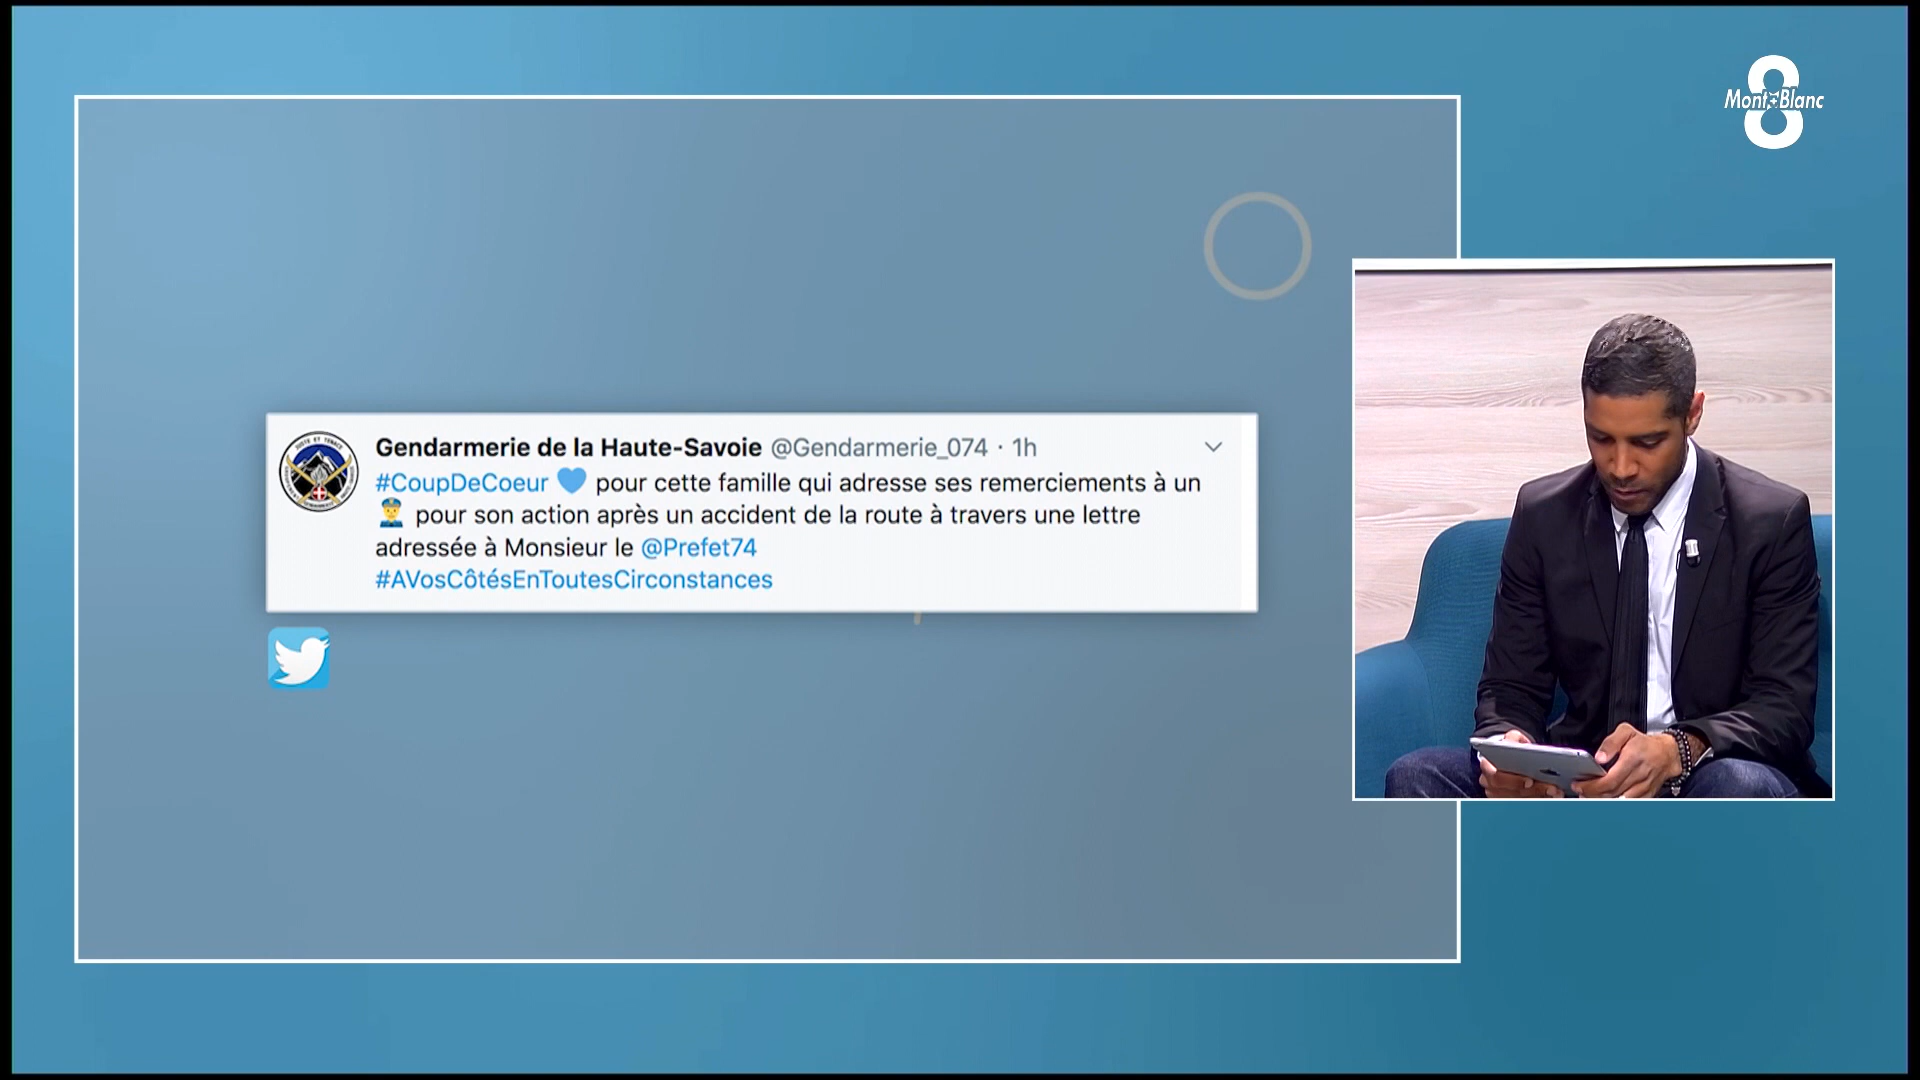 8
Mont Blanc
Gendarmerie de la Haute-Savoie @Gendarmerie_074 · 1h
#CoupDeCoeur 💙 pour cette famille qui adresse ses remerciements à un
👮 pour son action après un accident de la route à travers une lettre
adressée à Monsieur le @Prefet74
#AVosCôtésEnToutesCirconstances